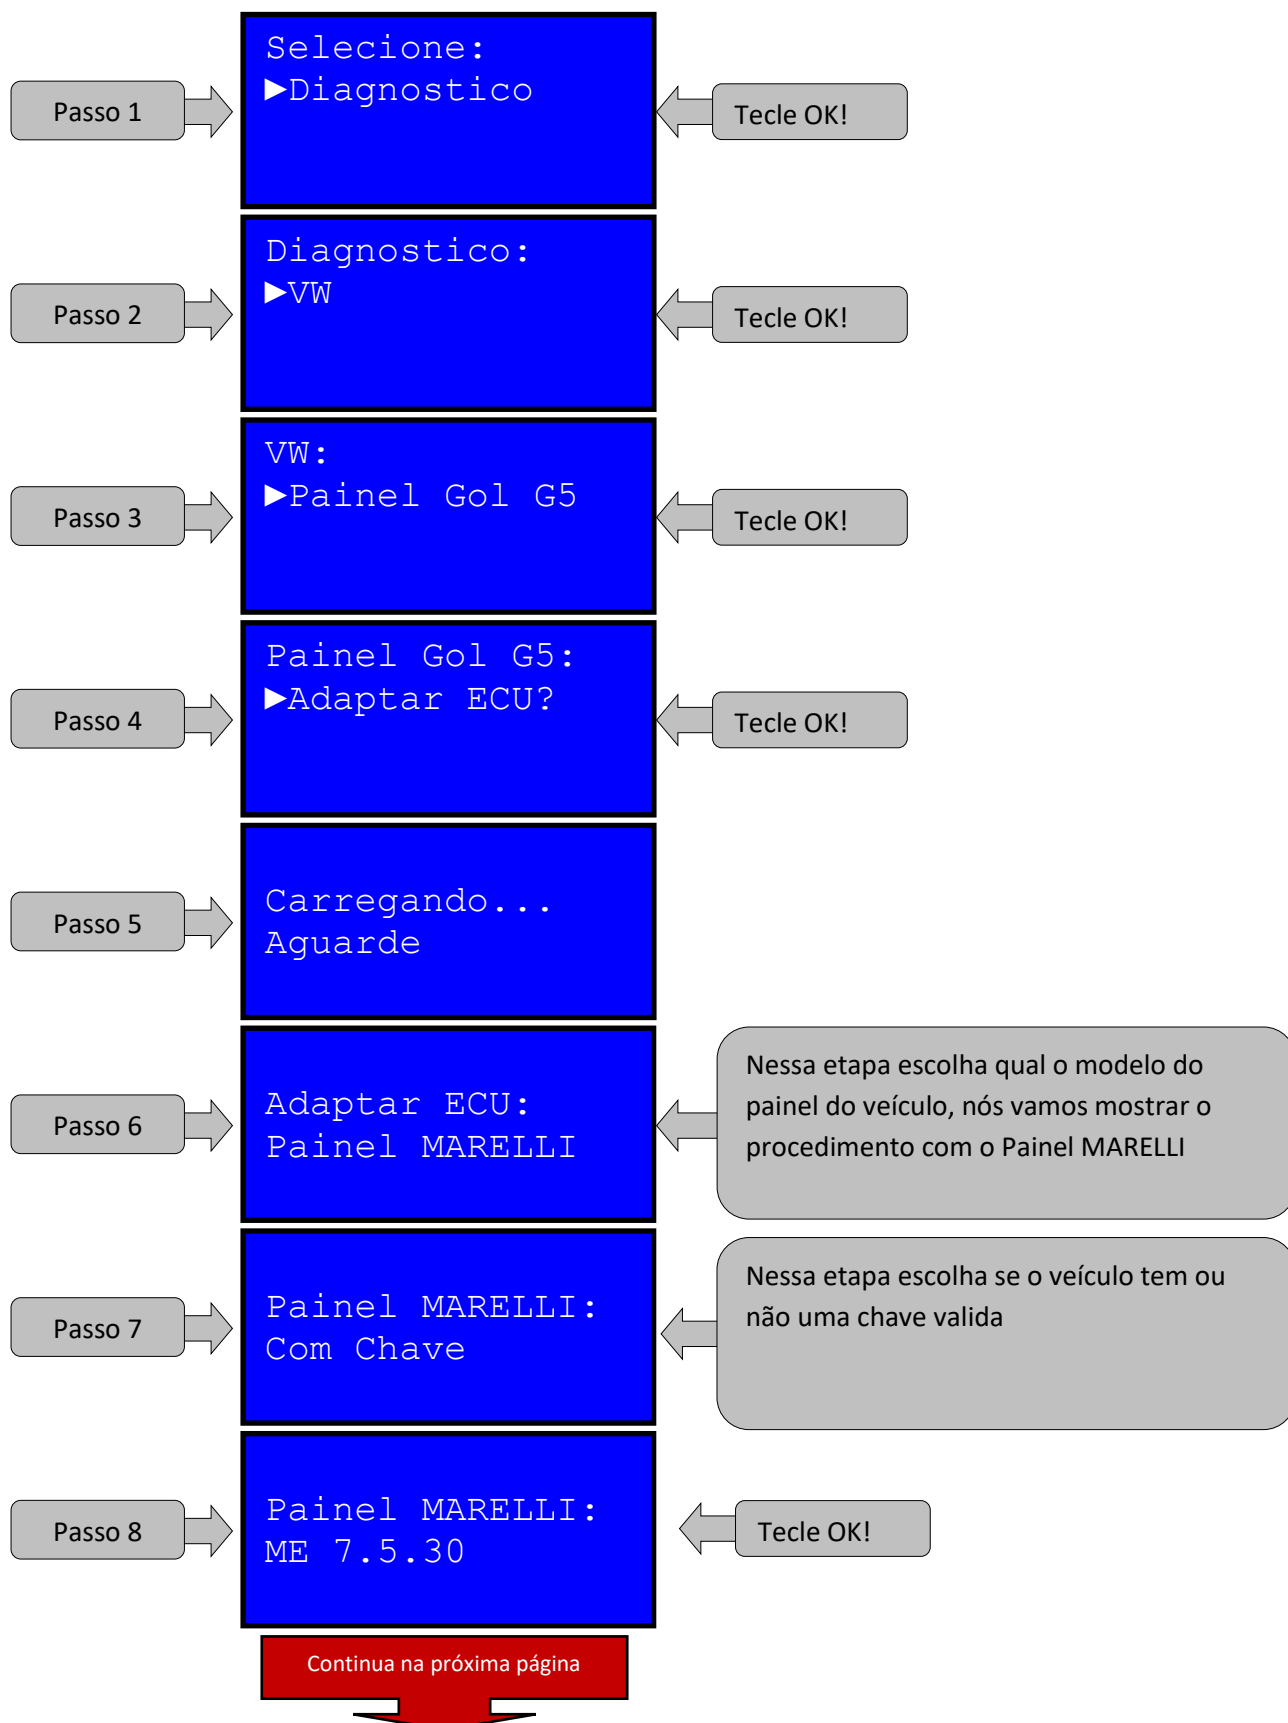 Passo 1
Selecione:
►Diagnostico
Tecle OK!
Passo 2
Diagnostico:
►VW
Tecle OK!
Passo 3
VW:
►Painel Gol G5
Tecle OK!
Passo 4
Painel Gol G5:
►Adaptar ECU?
Tecle OK!
Passo 5
Carregando...
Aguarde
Passo 6
Adaptar ECU:
Painel MARELLI
Nessa etapa escolha qual o modelo do
painel do veículo, nós vamos mostrar o
procedimento com o Painel MARELLI
Passo 7
Painel MARELLI:
Com Chave
Nessa etapa escolha se o veículo tem ou
não uma chave valida
Passo 8
Painel MARELLI:
ME 7.5.30
Tecle OK!
Continua na próxima página